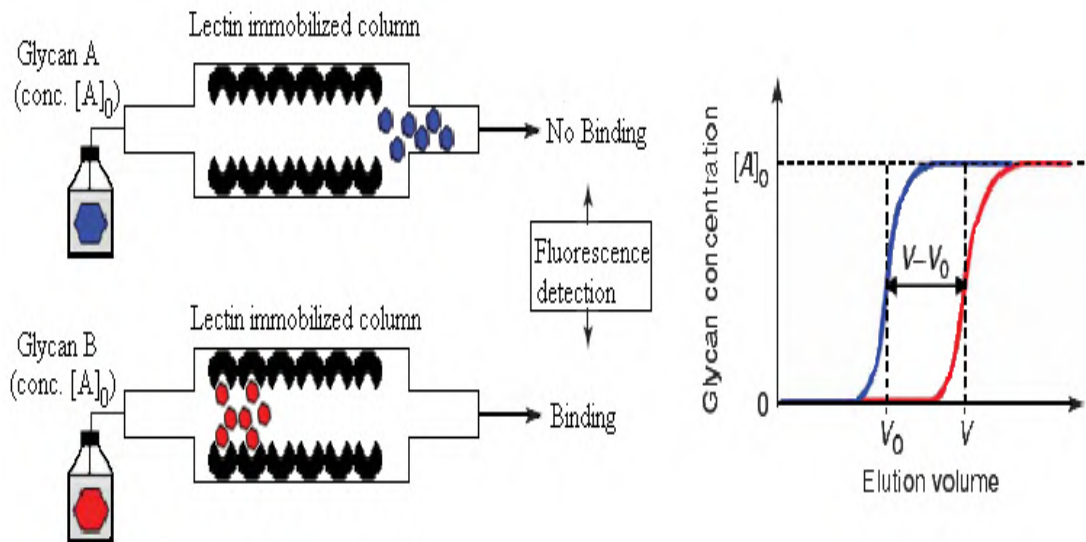 Lectin immobilized column
Glycan A
(conc. [A]0)
No Binding
Fluorescence
detection
Lectin immobilized column
Glycan B
(conc. [A]0)
Binding
Glycan concentration
[A]0
V–V0
0
V0
V
Elution volume